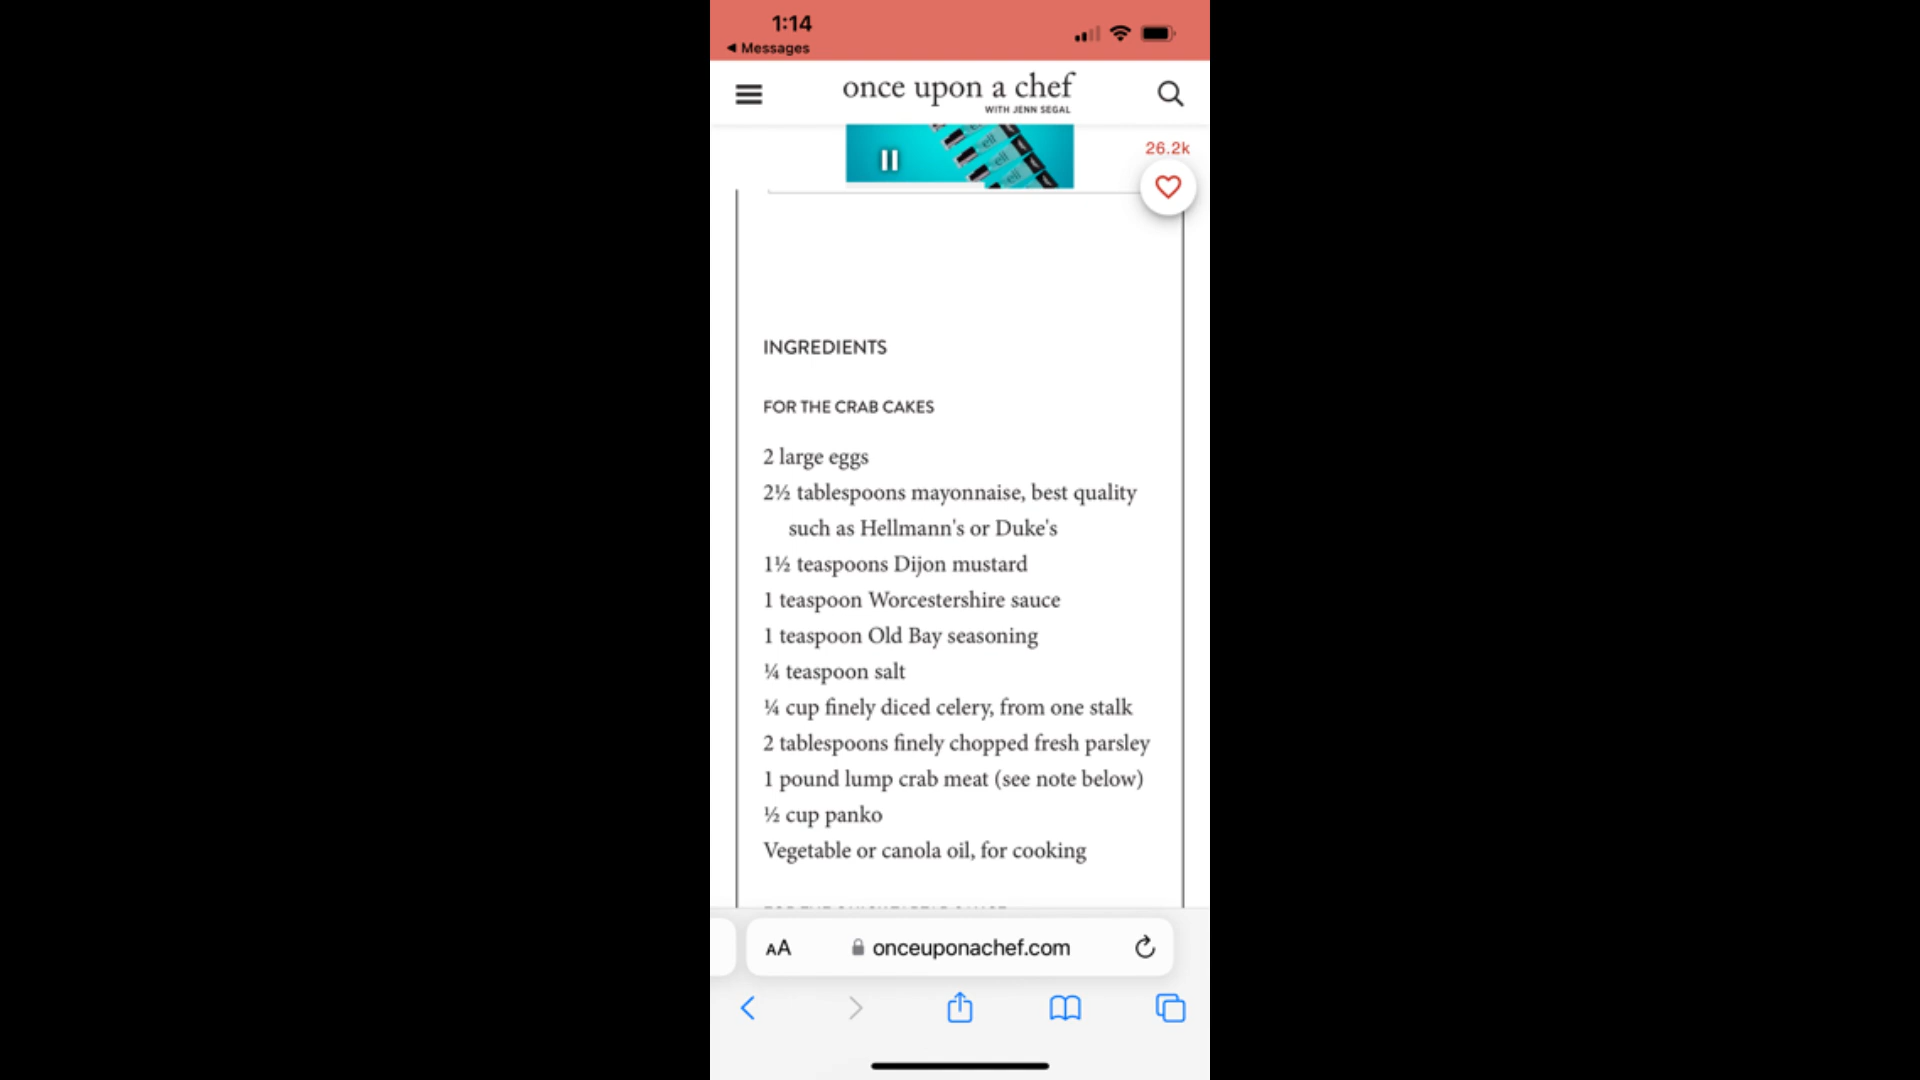 1:14
◀ Messages
once upon a chef
WITH JENN SEGAL
26.2k
INGREDIENTS
FOR THE CRAB CAKES
2 large eggs
2½ tablespoons mayonnaise, best quality
such as Hellmann's or Duke's
1½ teaspoons Dijon mustard
1 teaspoon Worcestershire sauce
1 teaspoon Old Bay seasoning
¼ teaspoon salt
¼ cup finely diced celery, from one stalk
2 tablespoons finely chopped fresh parsley
1 pound lump crab meat (see note below)
½ cup panko
Vegetable or canola oil, for cooking
AA onceuponachef.com